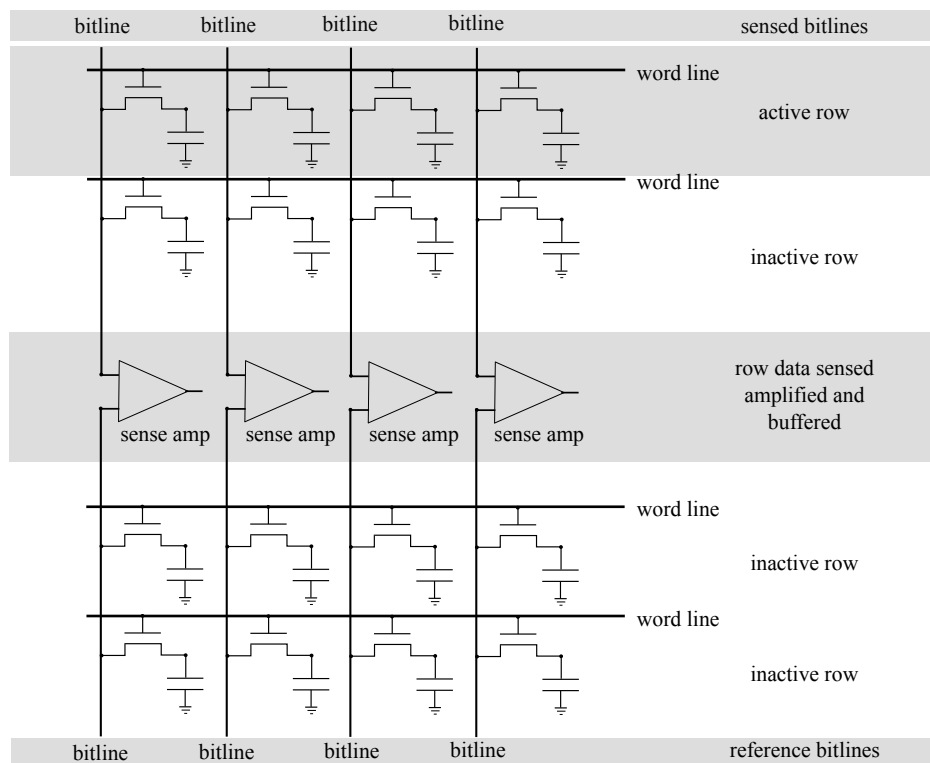 bitline bitline bitline bitline sensed bitlines
word line
active row
word line
inactive row
row data sensed
amplified and
buffered
sense amp sense amp sense amp sense amp
word line
inactive row
word line
inactive row
bitline bitline bitline bitline reference bitlines